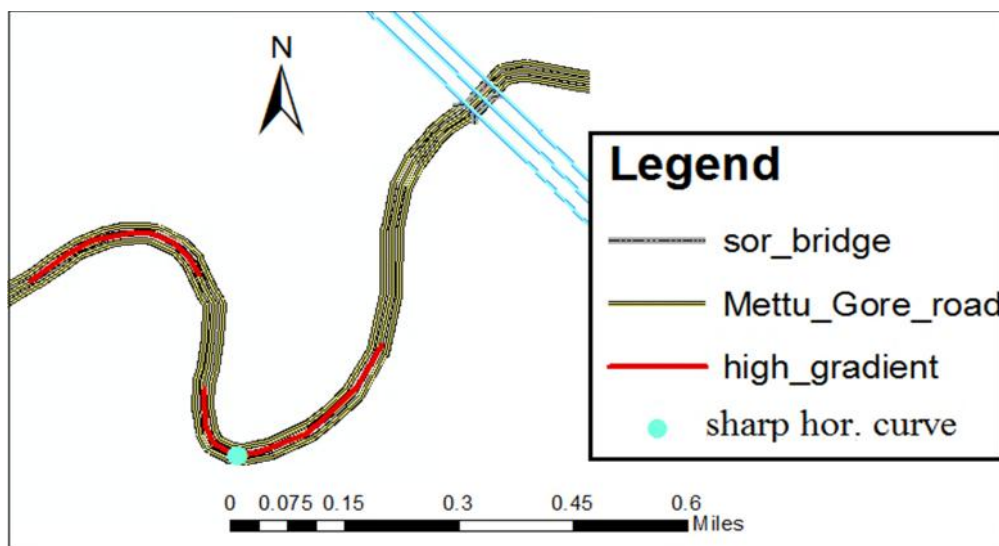 N
Legend
sor_bridge
Mettu_Gore_road
high_gradient
sharp hor. curve
0 0.075 0.15 0.3 0.45 0.6
Miles